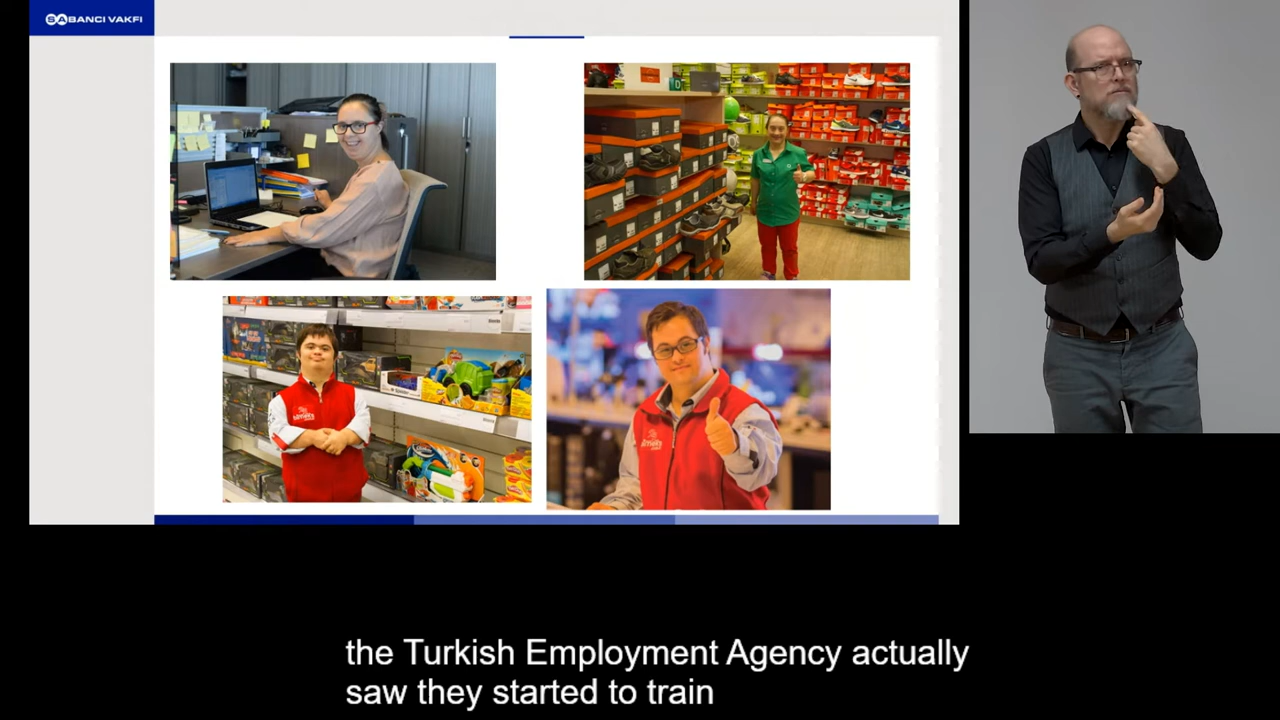 SABANCI VAKFI
the Turkish Employment Agency actually
saw they started to train